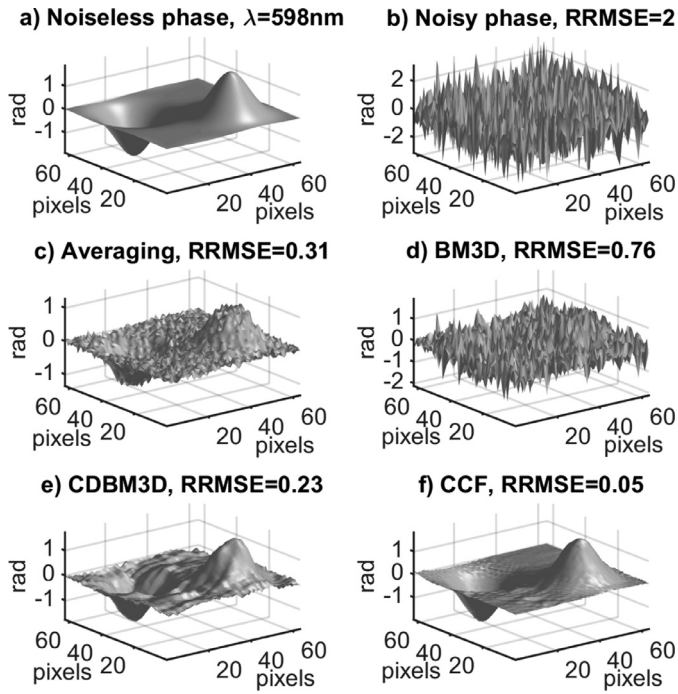 a) Noiseless phase, λ=598nm
b) Noisy phase, RRMSE=2
rad
1
0
-1
60
40
20
pixels
20
40
60
pixels
rad
2
0
-2
60
40
20
pixels
20
40
60
pixels
c) Averaging, RRMSE=0.31
d) BM3D, RRMSE=0.76
rad
1
0
-1
60
40
20
pixels
20
40
60
pixels
rad
1
0
-1
-2
60
40
20
pixels
20
40
60
pixels
e) CDBM3D, RRMSE=0.23
f) CCF, RRMSE=0.05
rad
1
0
-1
60
40
20
pixels
20
40
60
pixels
rad
1
0
-1
60
40
20
pixels
20
40
60
pixels